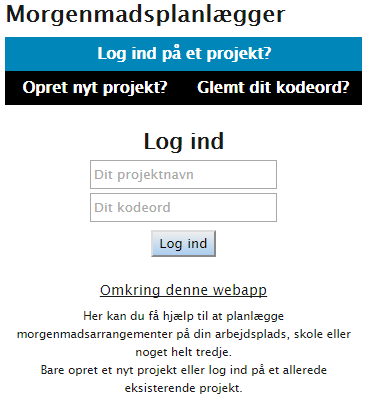 Morgenmadsplanlægger
Log ind på et projekt?
Opret nyt projekt? Glemt dit kodeord?
Log ind
Dit projektnavn
Dit kodeord
Log ind
Omkring denne webapp
Her kan du få hjælp til at planlægge
morgenmadsarrangementer på din arbejdsplads, skole eller
noget helt tredje.
Bare opret et nyt projekt eller log ind på et allerede
eksisterende projekt.